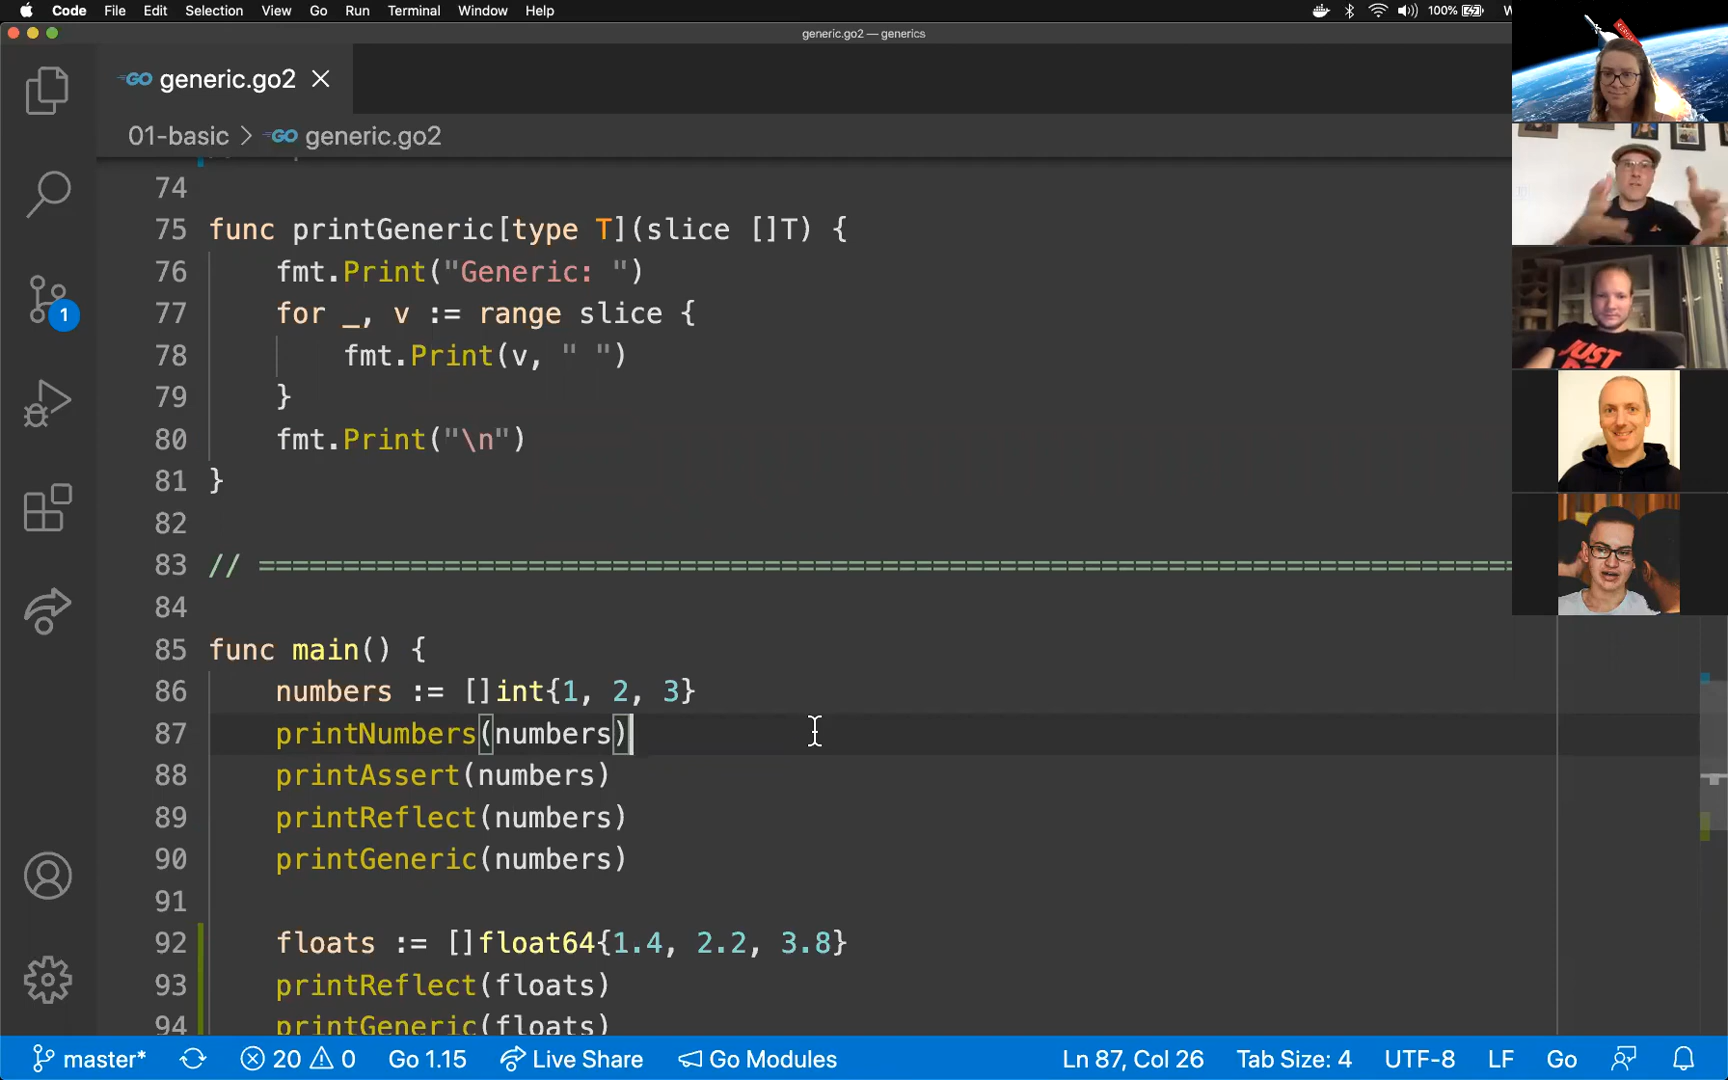 Code File Edit Selection View Go Run Terminal Window Help 100%
generic.go2 — generics
GO generic.go2
01-basic > GO generic.go2
74
75 func printGeneric[type T](slice []T) {
76 fmt.Print("Generic: ")
77 for _, v := range slice {
78 fmt.Print(v, " ")
79 }
80 fmt.Print("\n")
81 }
82
83 // ===========================================================================
84
85 func main() {
86 numbers := []int{1, 2, 3}
87 printNumbers(numbers)
88 printAssert(numbers)
89 printReflect(numbers)
90 printGeneric(numbers)
91
92 floats := []float64{1.4, 2.2, 3.8}
93 printReflect(floats)
94 printGeneric(floats)
1
JUST
master* 20 0 Go 1.15 Live Share Go Modules Ln 87, Col 26 Tab Size: 4 UTF-8 LF Go